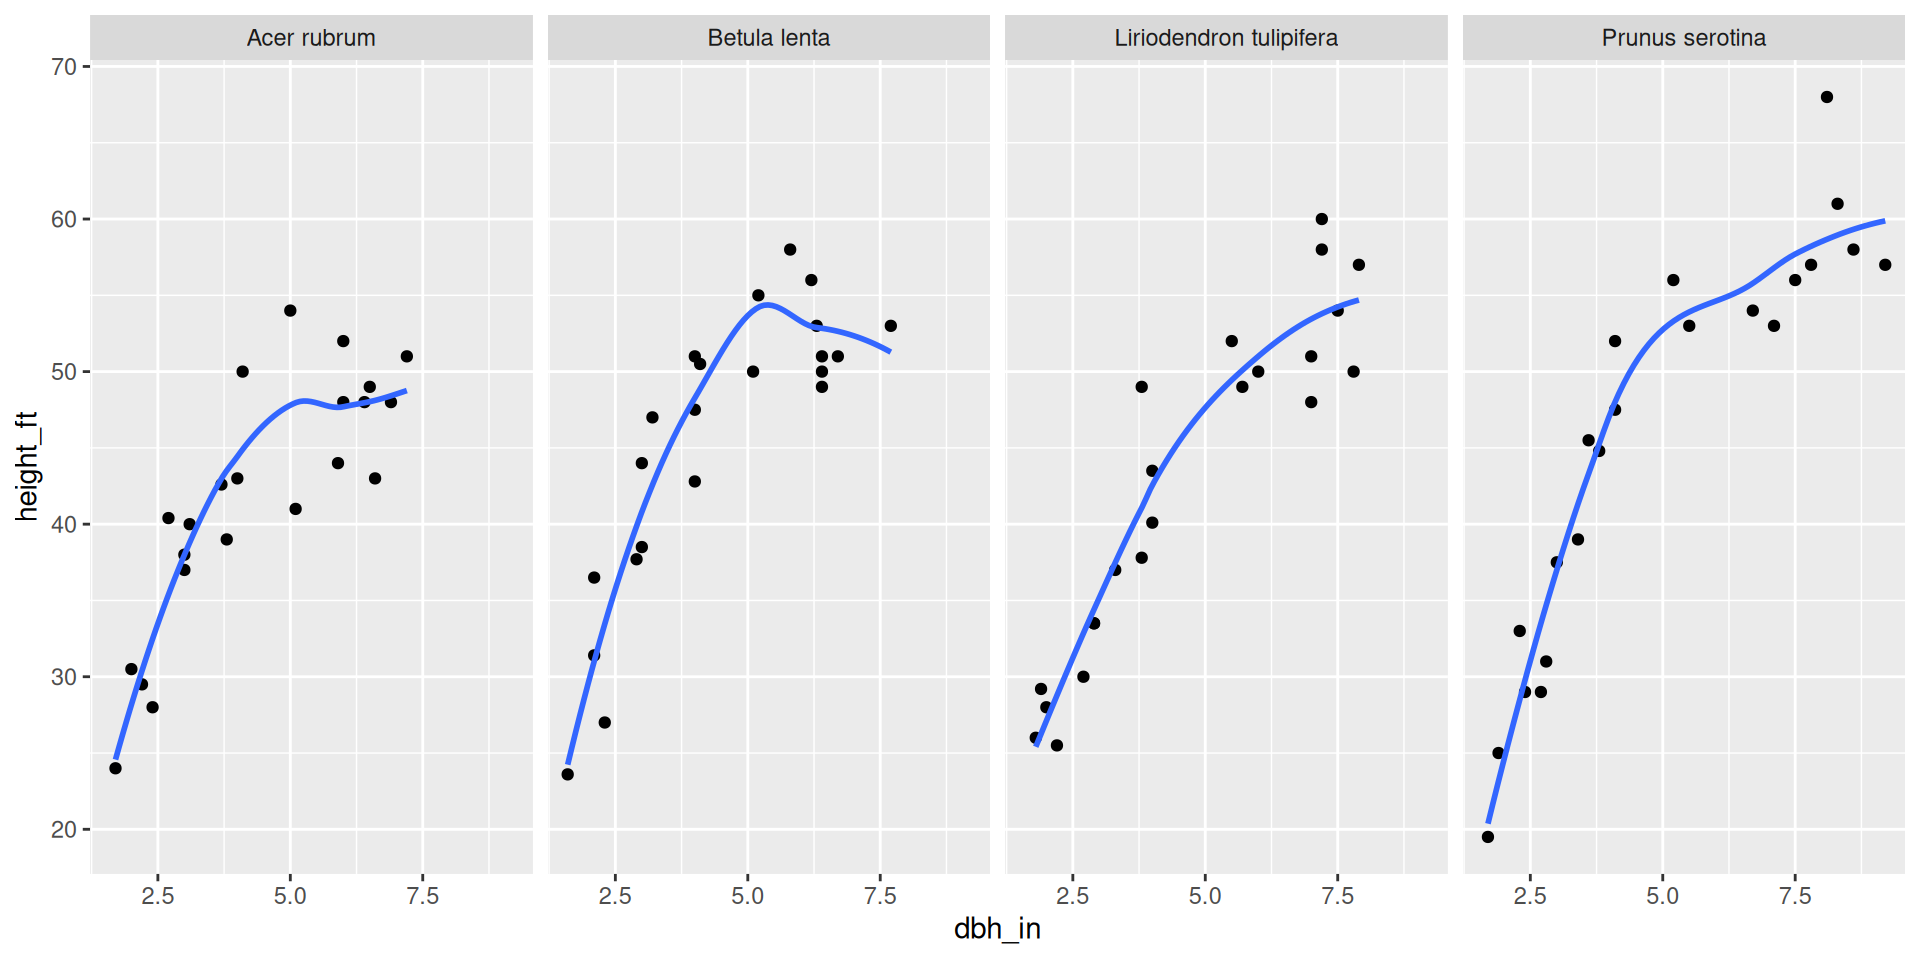 Acer rubrum
Betula lenta
Liriodendron tulipifera
Prunus serotina
height_ft
70
60
50
40
30
20
2.5 5.0 7.5
2.5 5.0 7.5
2.5 5.0 7.5
2.5 5.0 7.5
dbh_in